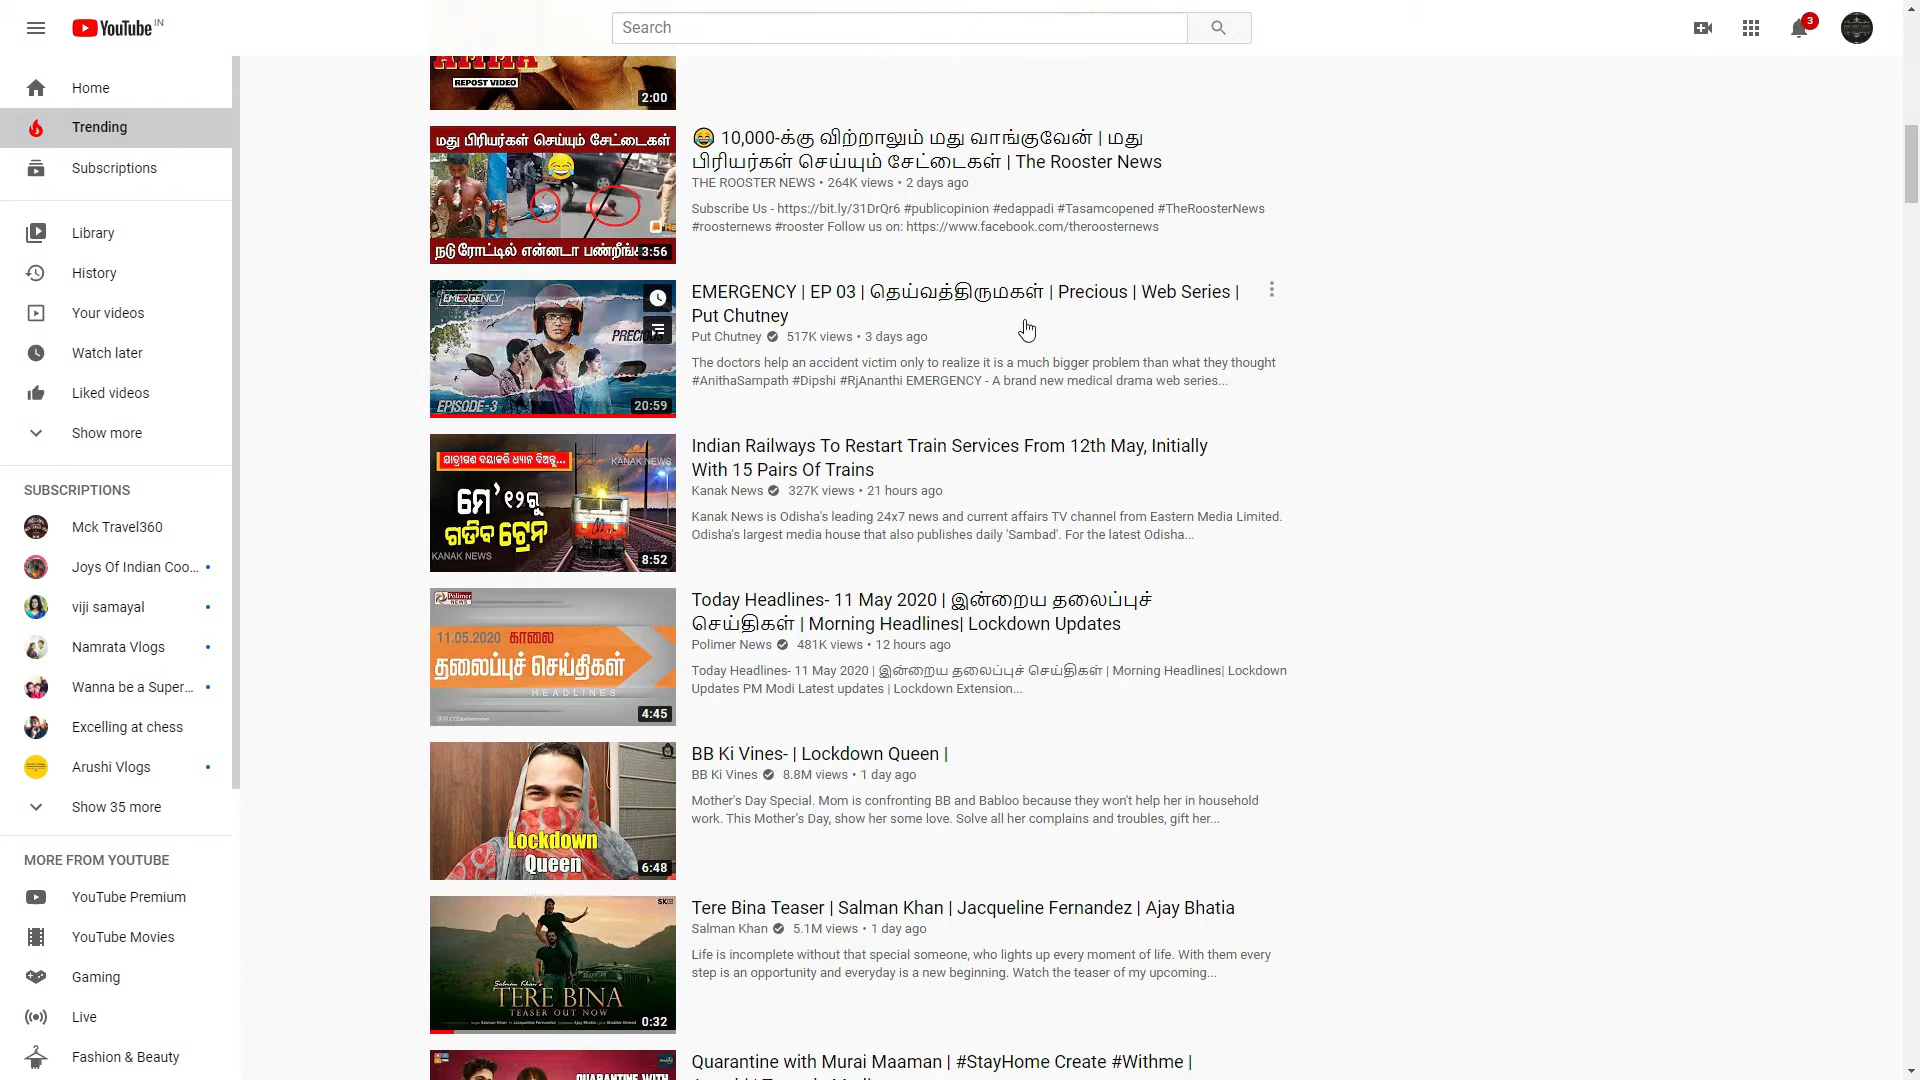 YouTube IN
Search
3
Home
Trending
Subscriptions
Library
History
Your videos
Watch later
Liked videos
Show more
SUBSCRIPTIONS
Mck Travel360
Joys Of Indian Coo...
viji samayal
Namrata Vlogs
Wanna be a Super...
Excelling at chess
Arushi Vlogs
Show 35 more
MORE FROM YOUTUBE
YouTube Premium
YouTube Movies
Gaming
Live
Fashion & Beauty
REPOST VIDEO
2:00
மது பிரியர்கள் செய்யும் சேட்டைகள்
நடு ரோட்டில் என்னடா பண்றீங்க
3:56
😂 10,000-க்கு விற்றாலும் மது வாங்குவேன் | மது
பிரியர்கள் செய்யும் சேட்டைகள் | The Rooster News
THE ROOSTER NEWS • 264K views • 2 days ago
Subscribe Us - https://bit.ly/31DrQr6 #publicopinion #edappadi #Tasamcopened #TheRoosterNews
#roosternews #rooster Follow us on: https://www.facebook.com/theroosternews
EMERGENCY
PRECIOUS
EPISODE-3
20:59
EMERGENCY | EP 03 | தெய்வத்திருமகள் | Precious | Web Series |
Put Chutney
Put Chutney 517K views • 3 days ago
The doctors help an accident victim only to realize it is a much bigger problem than what they thought
#AnithaSampath #Dipshi #RjAnanthi EMERGENCY - A brand new medical drama web series...
ଯାତ୍ରୀଗଣ ଦୟାକରି ଧ୍ୟାନ ଦିଅନ୍ତୁ...
KANAK NEWS
ମେ' ୧୨ରୁ
ଗଡିବ ଟ୍ରେନ
KANAK NEWS
8:52
Indian Railways To Restart Train Services From 12th May, Initially
With 15 Pairs Of Trains
Kanak News 327K views • 21 hours ago
Kanak News is Odisha's leading 24x7 news and current affairs TV channel from Eastern Media Limited.
Odisha's largest media house that also publishes daily 'Sambad'. For the latest Odisha...
Polimer
NEWS
11.05.2020 காலை
தலைப்புச் செய்திகள்
HEADLINES
4:45
Today Headlines- 11 May 2020 | இன்றைய தலைப்புச்
செய்திகள் | Morning Headlines| Lockdown Updates
Polimer News 481K views • 12 hours ago
Today Headlines- 11 May 2020 | இன்றைய தலைப்புச் செய்திகள் | Morning Headlines| Lockdown
Updates PM Modi Latest updates | Lockdown Extension...
Lockdown
Queen
6:48
BB Ki Vines- | Lockdown Queen |
BB Ki Vines 8.8M views • 1 day ago
Mother's Day Special. Mom is confronting BB and Babloo because they won't help her in household
work. This Mother's Day, show her some love. Solve all her complains and troubles, gift her...
Salman Khan's
TERE BINA
TEASER OUT NOW
0:32
Tere Bina Teaser | Salman Khan | Jacqueline Fernandez | Ajay Bhatia
Salman Khan 5.1M views • 1 day ago
Life is incomplete without that special someone, who lights up every moment of life. With them every
step is an opportunity and everyday is a new beginning. Watch the teaser of my upcoming...
QUARANTINE WITH
Quarantine with Murai Maaman | #StayHome Create #Withme |